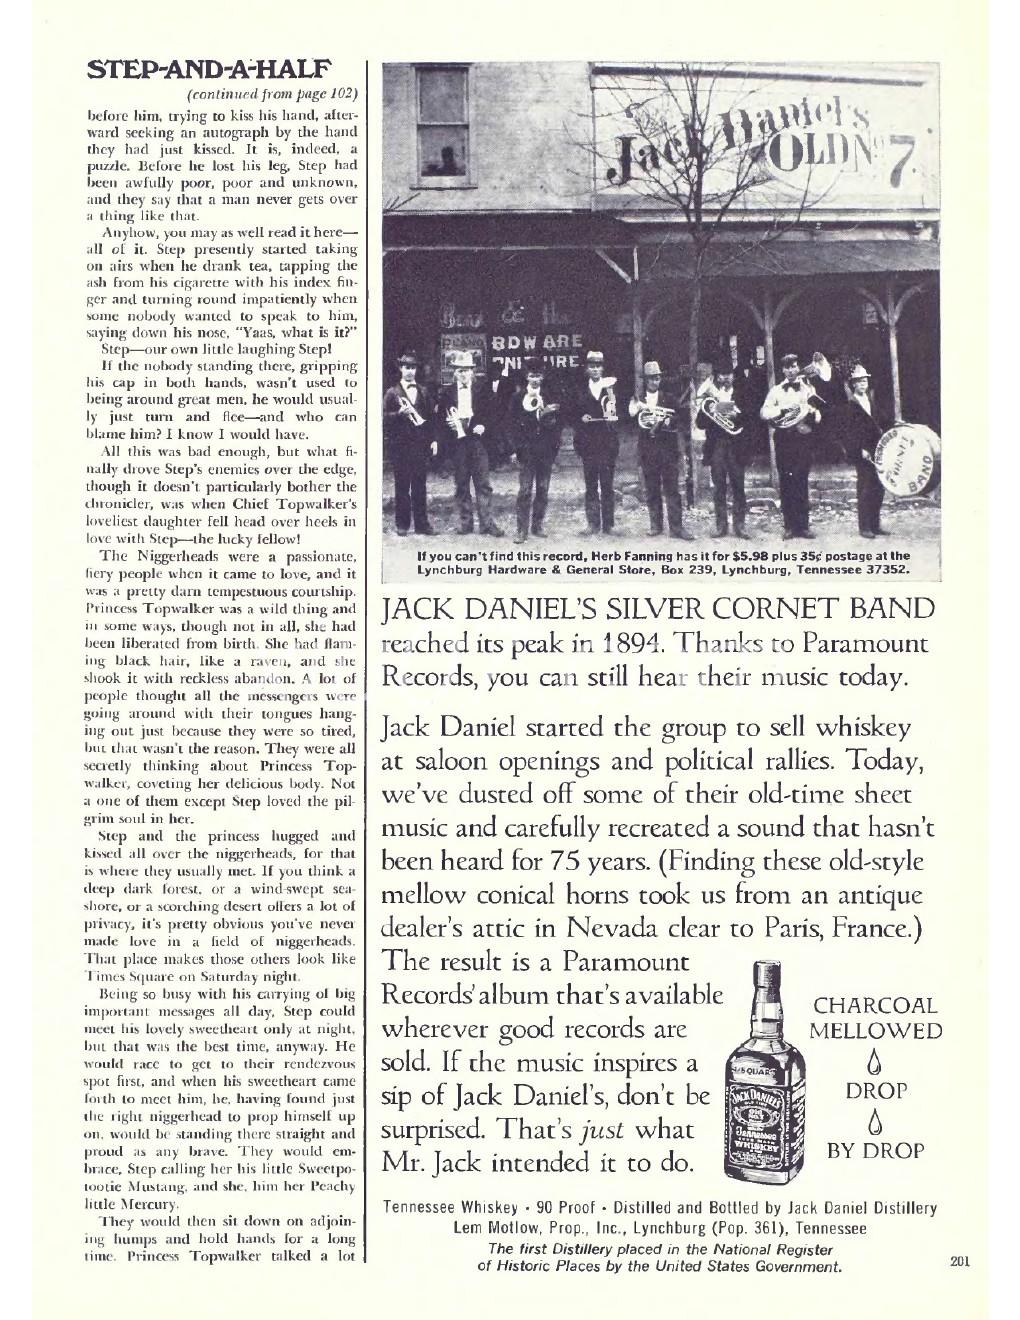 STEP-AND-A-HALF
(continued from page 102)
before him, trying to kiss his hand, after-
ward seeking an autograph by the hand
they had just kissed. It is, indeed, a
puzzle. Before he lost his leg, Step had
been awfully poor, poor and unknown,
and they say that a man never gets over
a thing like that.
Anyhow, you may as well read it here—
all of it. Step presently started taking
on airs when he drank tea, tapping the
ash from his cigarette with his index fin-
ger and turning round impatiently when
some nobody wanted to speak to him,
saying down his nose, "Yaas, what is it?"
Step—our own little laughing Step!
If the nobody standing there, gripping
his cap in both hands, wasn't used to
being around great men, he would usual-
ly just turn and flee—and who can
blame him? I know I would have.
All this was bad enough, but what fi-
nally drove Step's enemies over the edge,
though it doesn't particularly bother the
chronicler, was when Chief Topwalker's
loveliest daughter fell head over heels in
love with Step—the lucky fellow!
The Niggerheads were a passionate,
fiery people when it came to love, and it
was a pretty darn tempestuous courtship.
Princess Topwalker was a wild thing and
in some ways, though not in all, she had
been liberated from birth. She had flam-
ing black hair, like a raven, and she
shook it with reckless abandon. A lot of
people thought all the messengers were
going around with their tongues hang-
ing out just because they were so tired,
but that wasn't the reason. They were all
secretly thinking about Princess Top-
walker, coveting her delicious body. Not
a one of them except Step loved the pil-
grim soul in her.
Step and the princess hugged and
kissed all over the niggerheads, for that
is where they usually met. If you think a
deep dark forest, or a wind-swept sea-
shore, or a scorching desert offers a lot of
privacy, it's pretty obvious you've never
made love in a field of niggerheads.
That place makes those others look like
Times Square on Saturday night.
Being so busy with his carrying of big
important messages all day, Step could
meet his lovely sweetheart only at night,
but that was the best time, anyway. He
would race to get to their rendezvous
spot first, and when his sweetheart came
forth to meet him, he, having found just
the right niggerhead to prop himself up
on, would be standing there straight and
proud as any brave. They would em-
brace, Step calling her his little Sweetpo-
tootie Mustang, and she, him her Peachy
little Mercury.
They would then sit down on adjoin-
ing humps and hold hands for a long
time. Princess Topwalker talked a lot
Jack Daniel's
OLD No 7.
RDWARE
CORNET
BAND
If you can't find this record, Herb Fanning has it for $5.98 plus 35¢ postage at the
Lynchburg Hardware & General Store, Box 239, Lynchburg, Tennessee 37352.
JACK DANIEL'S SILVER CORNET BAND
reached its peak in 1894. Thanks to Paramount
Records, you can still hear their music today.
Jack Daniel started the group to sell whiskey
at saloon openings and political rallies. Today,
we've dusted off some of their old-time sheet
music and carefully recreated a sound that hasn't
been heard for 75 years. (Finding these old-style
mellow conical horns took us from an antique
dealer's attic in Nevada clear to Paris, France.)
The result is a Paramount
Records' album that's available
wherever good records are
sold. If the music inspires a
sip of Jack Daniel's, don't be
surprised. That's just what
Mr. Jack intended it to do.
4/5 QUART
JACK DANIEL'S
Tennessee
WHISKEY
CHARCOAL
MELLOWED
DROP
BY DROP
Tennessee Whiskey · 90 Proof · Distilled and Bottled by Jack Daniel Distillery
Lem Motlow, Prop., Inc., Lynchburg (Pop. 361), Tennessee
The first Distillery placed in the National Register
of Historic Places by the United States Government.
201